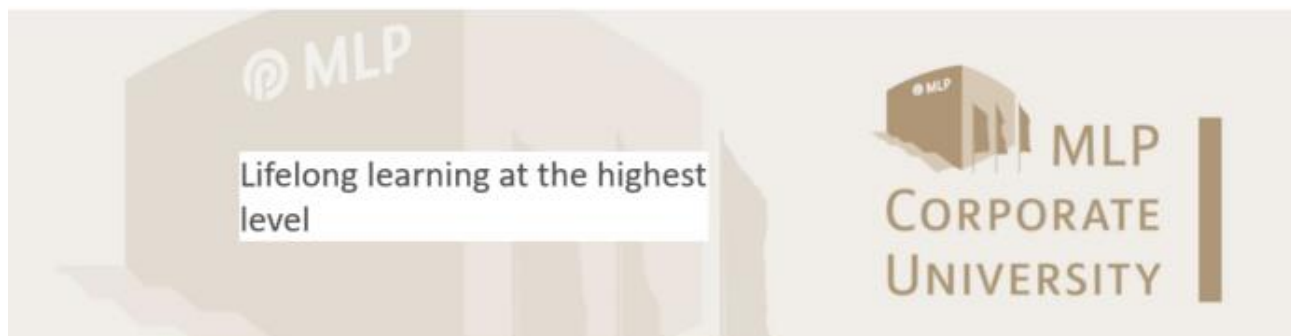 MLP
Lifelong learning at the highest
level
MLP
MLP
CORPORATE
UNIVERSITY